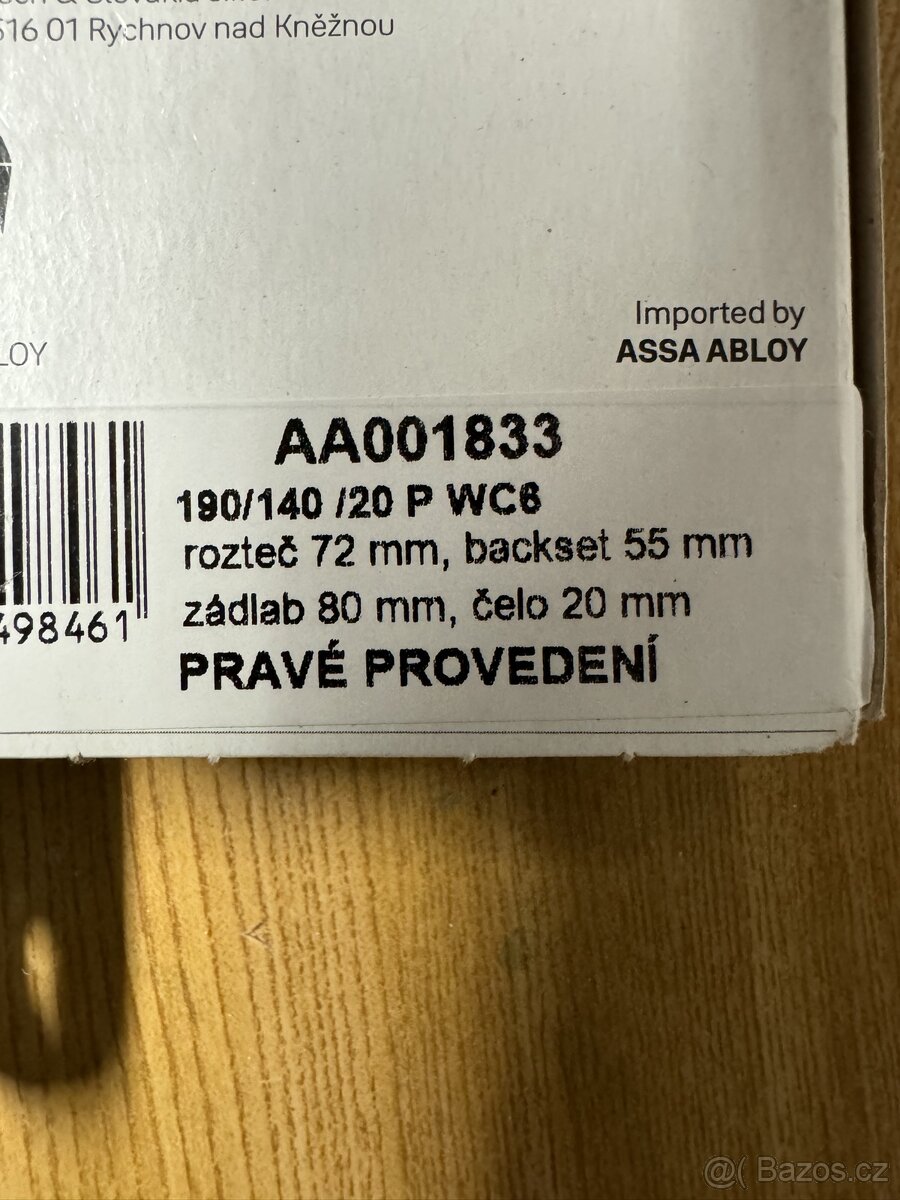 516 01 Rychnov nad Kněžnou
Imported by
ASSA ABLOY
LOY
AA001833
190/140 /20 P WC6
rozteč 72 mm, backset 55 mm
zádlab 80 mm, čelo 20 mm
498461
PRAVÉ PROVEDENÍ
@( Bazos.cz